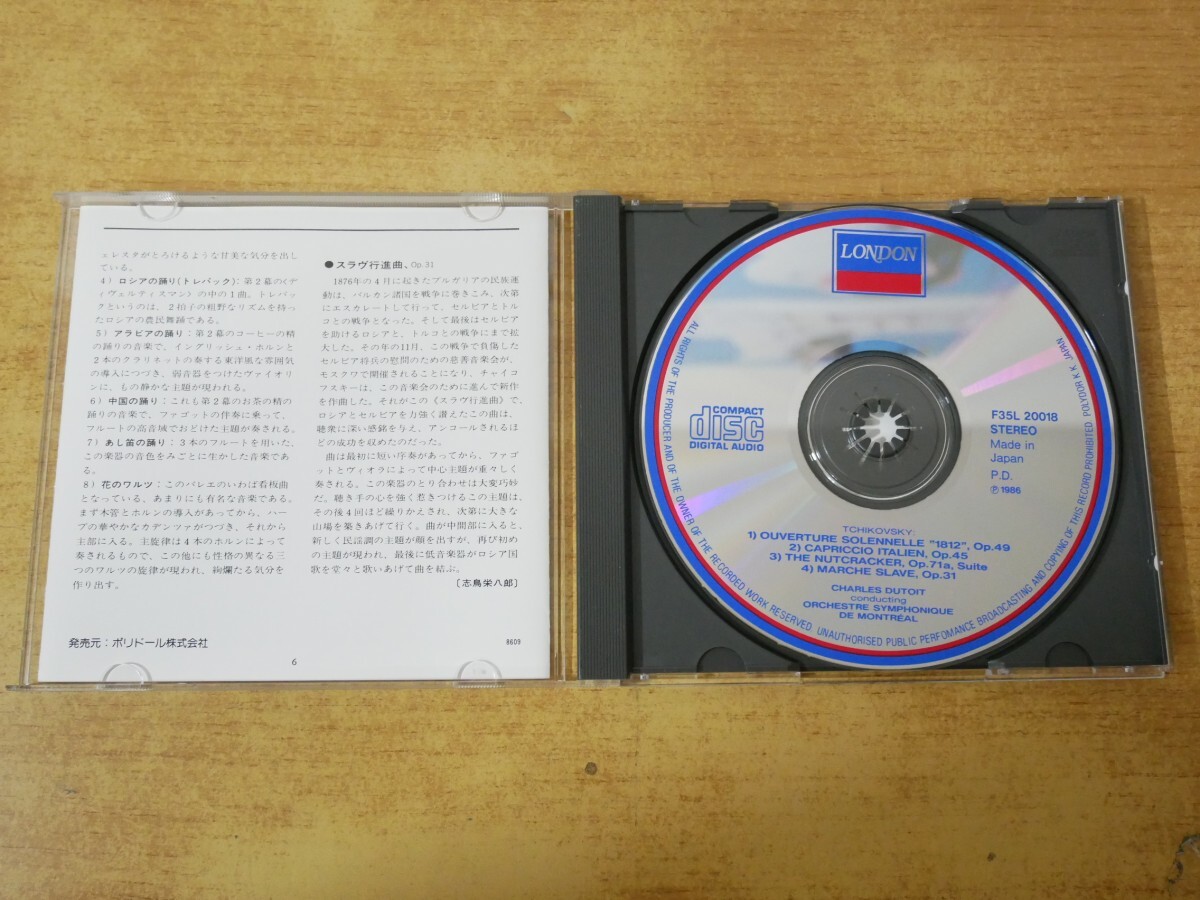 ェレスタがとろけるような甘美な気分を出し
ている。
4）ロシアの踊り(トレパック)：第2幕の〈デ
ィヴェルティスマン〉の中の1曲。トレパッ
クというのは、2拍子の粗野なリズムを持っ
たロシアの農民舞踊である。
5）アラビアの踊り：第2幕のコーヒーの精
の踊りの音楽で、イングリッシュ・ホルンと
2本のクラリネットの奏する東洋風な雰囲気
の導入につづき、弱音器をつけたヴァイオリ
ンに、もの静かな主題が現われる。
6）中国の踊り：これも第2幕のお茶の精の
踊りの音楽で、ファゴットの伴奏に乗って、
フルートの高音域でおどけた主題が奏される。
7）あし笛の踊り：3本のフルートを用いた、
この楽器の音色をみごとに生かした音楽であ
る。
8）花のワルツ：このバレエのいわば看板曲
となっている、あまりにも有名な音楽である。
まず木管とホルンの導入があってから、ハー
プの華やかなカデンツァがつづき、それから
主部に入る。主旋律は4本のホルンによって
奏されるもので、この他にも性格の異なる三
つのワルツの旋律が現われ、絢爛たる気分を
作り出す。
●スラヴ行進曲、Op.31
1876年の4月に起きたブルガリアの民族運
動は、バルカン諸国を戦争に巻きこみ、次第
にエスカレートして行って、セルビアとトル
コとの戦争となった。そして最後はセルビア
を助けるロシアと、トルコとの戦争にまで拡
大した。その年の11月、この戦争で負傷した
セルビア将兵の慰問のための慈善音楽会が、
モスクワで開催されることになり、チャイコ
フスキーは、この音楽会のために進んで新作
を作曲した。それがこの《スラヴ行進曲》で、
ロシアとセルビアを力強く讃えたこの曲は、
聴衆に深い感銘を与え、アンコールされるほ
どの成功を収めたのだった。
曲は最初に短い序奏があってから、ファゴ
ットとヴィオラによって中心主題が重々しく
奏される。この楽器のとり合わせは大変巧妙
だ。聴き手の心を強く惹きつけるこの主題は、
その後4回ほど繰りかえされ、次第に大きな
山場を築きあげて行く。曲が中間部に入ると、
新しく民謡調の主題が顔を出すが、再び初め
の主題が現われ、最後に低音楽器がロシア国
歌を堂々と歌いあげて曲を結ぶ。
〔志鳥栄八郎〕
発売元：ポリドール株式会社
8609
6
LONDON
COMPACT
disc
DIGITAL AUDIO
F35L 20018
STEREO
Made in
Japan
P.D.
℗1986
TCHIKOVSKY:
1) OUVERTURE SOLENNELLE "1812", Op.49
2) CAPRICCIO ITALIEN, Op.45
3) THE NUTCRACKER, Op.71a, Suite
4) MARCHE SLAVE, Op.31
CHARLES DUTOIT
conducting
ORCHESTRE SYMPHONIQUE
DE MONTRÉAL
ALL RIGHTS OF THE PRODUCER AND OF THE OWNER OF THE RECORDED WORK RESERVED. UNAUTHORISED PUBLIC PERFOMANCE BROADCASTING AND COPYING OF THIS RECORD PROHIBITED. POLYDOR K.K. JAPAN